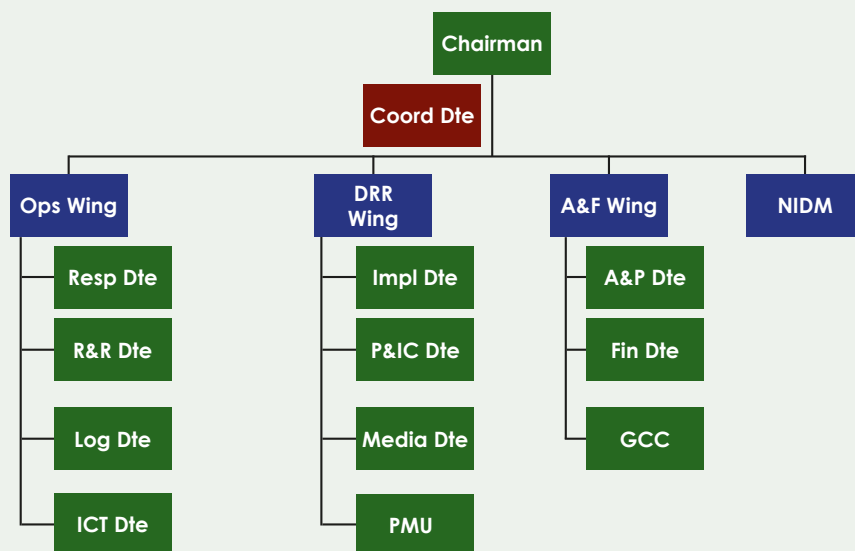 Chairman
Coord Dte
Ops Wing
DRR
Wing
A&F Wing
NIDM
Resp Dte
Impl Dte
A&P Dte
R&R Dte
P&IC Dte
Fin Dte
Log Dte
Media Dte
GCC
ICT Dte
PMU